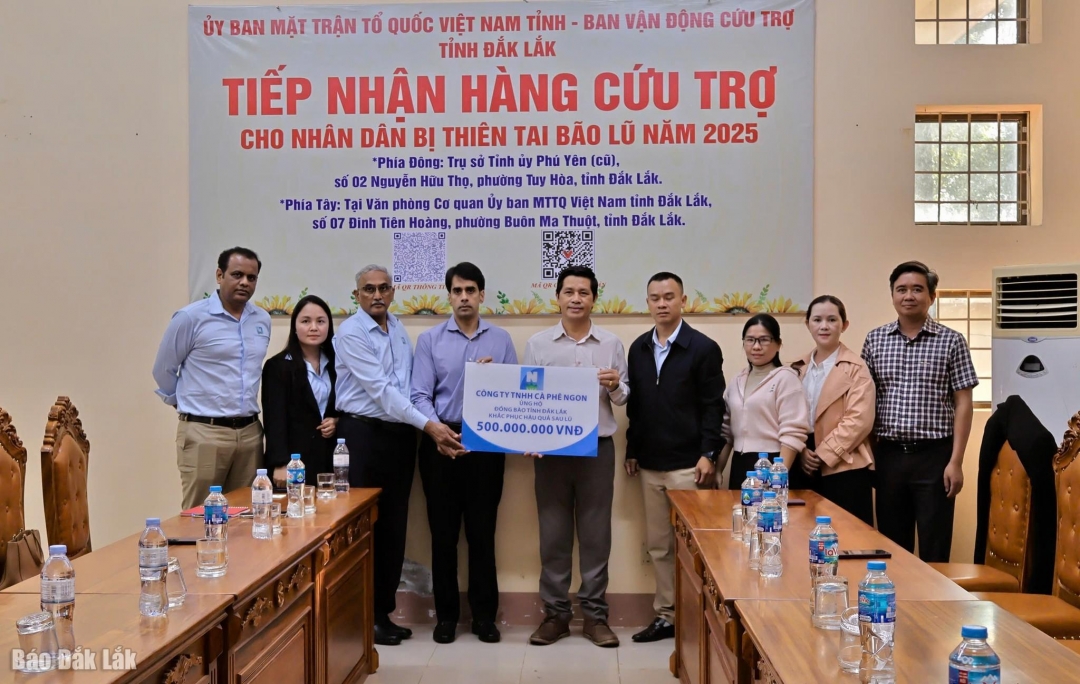 ỦY BAN MẶT TRẬN TỔ QUỐC VIỆT NAM TỈNH - BAN VẬN ĐỘNG CỨU TRỢ
TỈNH ĐẮK LẮK
TIẾP NHẬN HÀNG CỨU TRỢ
CHO NHÂN DÂN BỊ THIÊN TAI BÃO LŨ NĂM 2025
*Phía Đông: Trụ sở Tỉnh ủy Phú Yên (cũ),
số 02 Nguyễn Hữu Thọ, phường Tuy Hòa, tỉnh Đắk Lắk.
*Phía Tây: Tại Văn phòng Cơ quan Ủy ban MTTQ Việt Nam tỉnh Đắk Lắk,
số 07 Đinh Tiên Hoàng, phường Buôn Ma Thuột, tỉnh Đắk Lắk.
MÃ QR THÔNG
MÃ QR
CÔNG TY TNHH CÀ PHÊ NGON
ỦNG HỘ
ĐỒNG BÀO TỈNH ĐẮK LẮK
KHẮC PHỤC HẬU QUẢ SAU LŨ
500.000.000 VNĐ
Báo Đắk Lắk